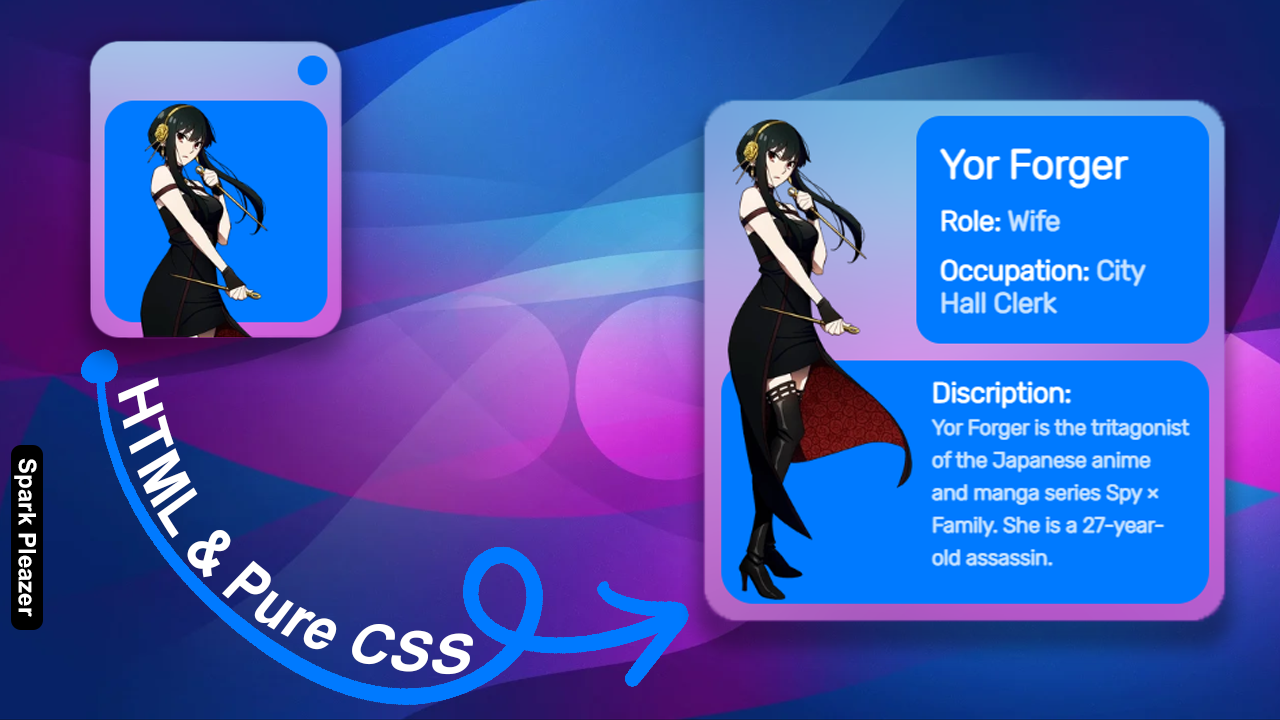 HTML & Pure CSS
Spark Pleazer
Yor Forger
Role: Wife
Occupation: City
Hall Clerk
Discription:
Yor Forger is the tritagonist
of the Japanese anime
and manga series Spy ×
Family. She is a 27-year-
old assassin.